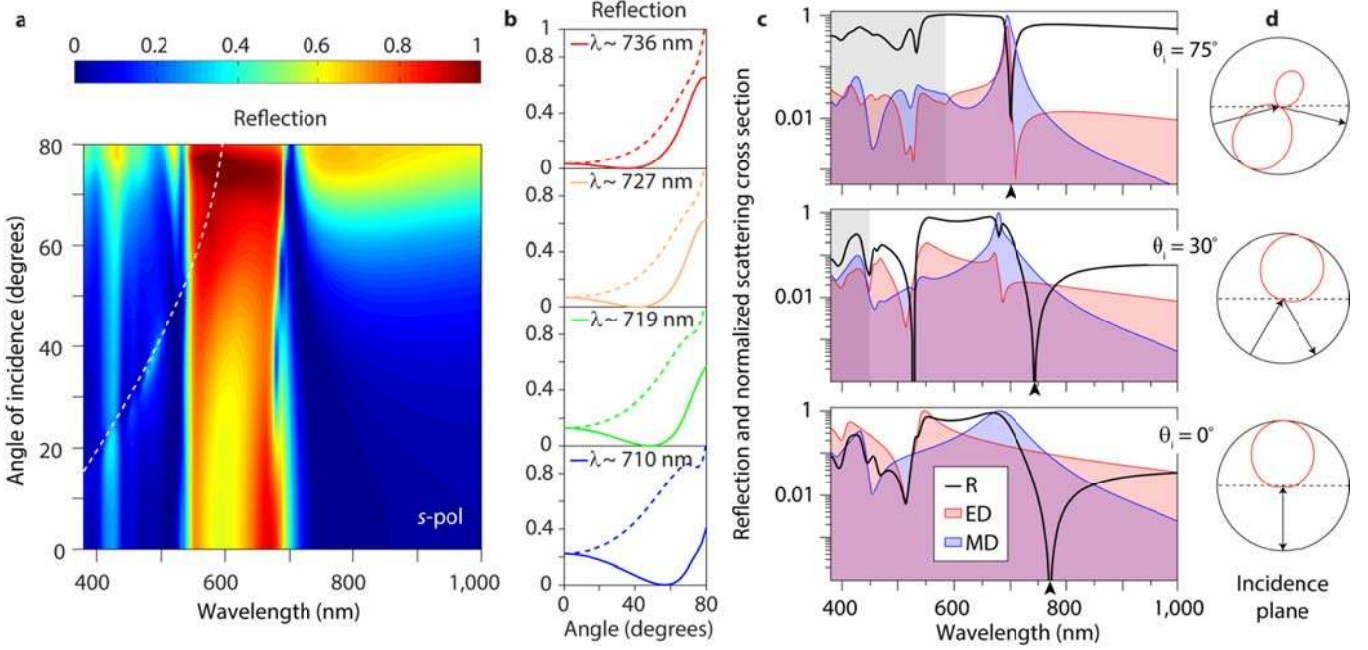 a
0 0.2 0.4 0.6 0.8 1
Reflection
80
60
40
20
0
Angle of incidence (degrees)
s-pol
400 600 800 1,000
Wavelength (nm)
b
Reflection
1
0.8
0.4
0
λ~ 736 nm
0.8
0.4
0
λ~ 727 nm
0.8
0.4
0
λ~ 719 nm
0.8
0.4
0
λ~ 710 nm
0 40 80
Angle (degrees)
c
Reflection and normalized scattering cross section
1
0.01
θi = 75°
1
0.01
θi = 30°
1
0.01
θi = 0°
R
ED
MD
400 600 800 1,000
Wavelength (nm)
d
Incidence
plane